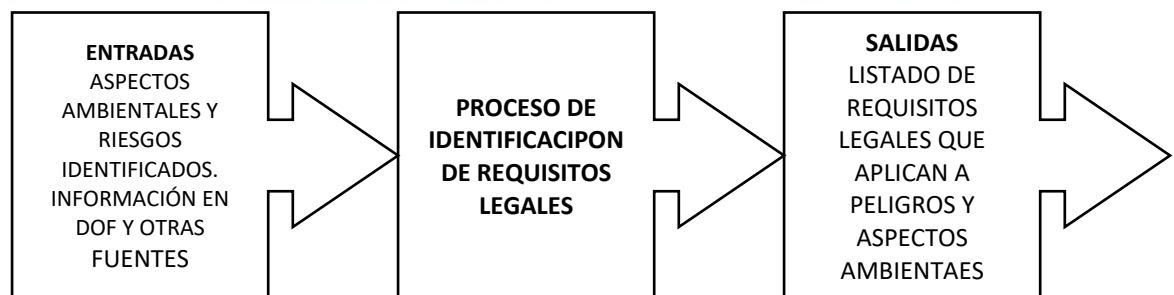 ENTRADAS
ASPECTOS
AMBIENTALES Y
RIESGOS
IDENTIFICADOS.
INFORMACIÓN EN
DOF Y OTRAS
FUENTES
PROCESO DE
IDENTIFICACIPON
DE REQUISITOS
LEGALES
SALIDAS
LISTADO DE
REQUISITOS
LEGALES QUE
APLICAN A
PELIGROS Y
ASPECTOS
AMBIENTAES